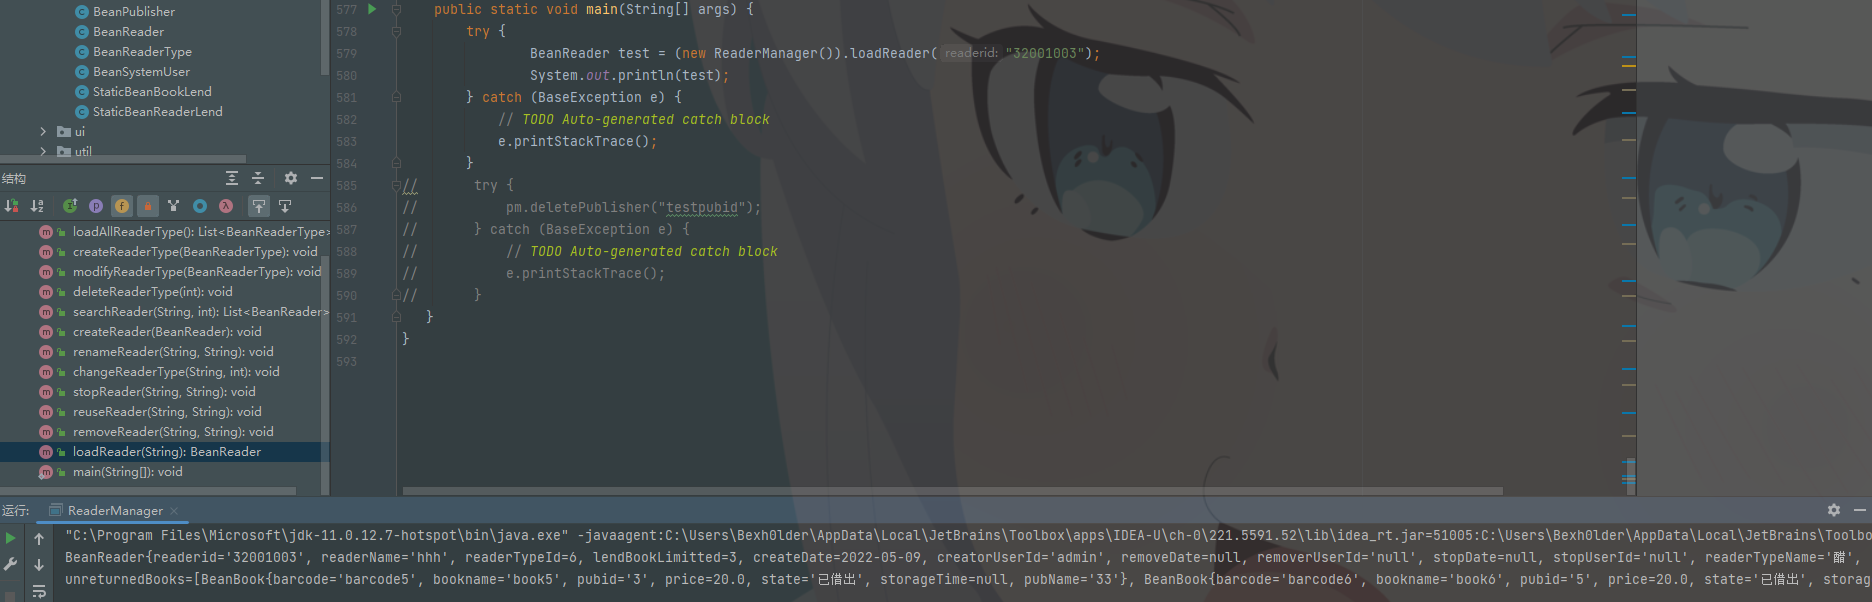 BeanPublisher
BeanReader
BeanReaderType
BeanSystemUser
StaticBeanBookLend
StaticBeanReaderLend
ui
util
结构
loadAllReaderType(): List<BeanReaderType>
createReaderType(BeanReaderType): void
modifyReaderType(BeanReaderType): void
deleteReaderType(int): void
searchReader(String, int): List<BeanReader>
createReader(BeanReader): void
renameReader(String, String): void
changeReaderType(String, int): void
stopReader(String, String): void
reuseReader(String, String): void
removeReader(String, String): void
loadReader(String): BeanReader
main(String[]): void
577 public static void main(String[] args) {
578 try {
579 BeanReader test = (new ReaderManager()).loadReader( readerid: "32001003");
580 System.out.println(test);
581 } catch (BaseException e) {
582 // TODO Auto-generated catch block
583 e.printStackTrace();
584 }
585 // try {
586 // pm.deletePublisher("testpubid");
587 // } catch (BaseException e) {
588 // // TODO Auto-generated catch block
589 // e.printStackTrace();
590 // }
591 }
592 }
593
运行: ReaderManager
"C:\Program Files\Microsoft\jdk-11.0.12.7-hotspot\bin\java.exe" -javaagent:C:\Users\Bexh0lder\AppData\Local\JetBrains\Toolbox\apps\IDEA-U\ch-0\221.5591.52\lib\idea_rt.jar=51005:C:\Users\Bexh0lder\AppData\Local\JetBrains\Toolbo
BeanReader{readerid='32001003', readerName='hhh', readerTypeId=6, lendBookLimitted=3, createDate=2022-05-09, creatorUserId='admin', removeDate=null, removerUserId='null', stopDate=null, stopUserId='null', readerTypeName='
unreturnedBooks=[BeanBook{barcode='barcode5', bookname='book5', pubid='3', price=20.0, state='已借出', storageTime=null, pubName='33'}, BeanBook{barcode='barcode6', bookname='book6', pubid='5', price=20.0, state='已借出', storag